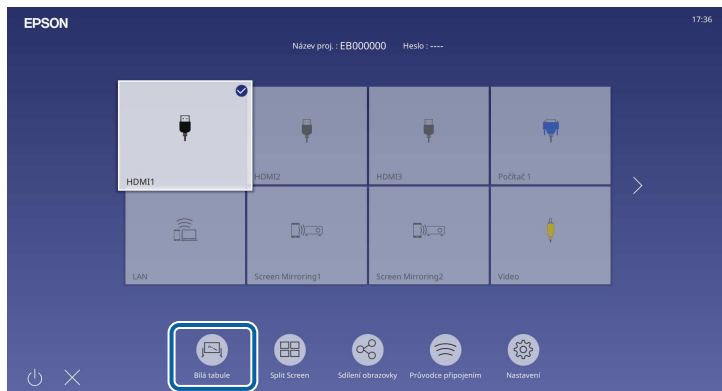 EPSON
17:36
Název proj. : EB000000 Heslo : ----
HDMI1
HDMI2
HDMI3
Počítač 1
LAN
Screen Mirroring1
Screen Mirroring2
Video
Bílá tabule
Split Screen
Sdílení obrazovky
Průvodce připojením
Nastavení